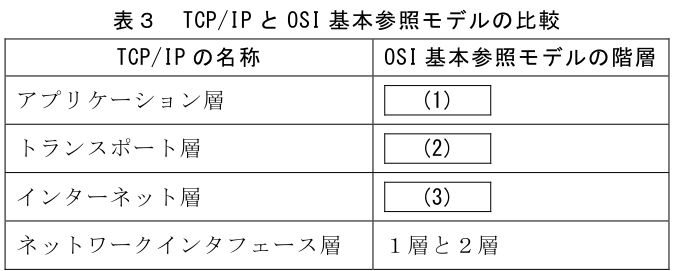 表３　TCP/IP と OSI 基本参照モデルの比較
TCP/IP の名称　OSI 基本参照モデルの階層
アプリケーション層　(1)
トランスポート層　(2)
インターネット層　(3)
ネットワークインタフェース層　１層と２層